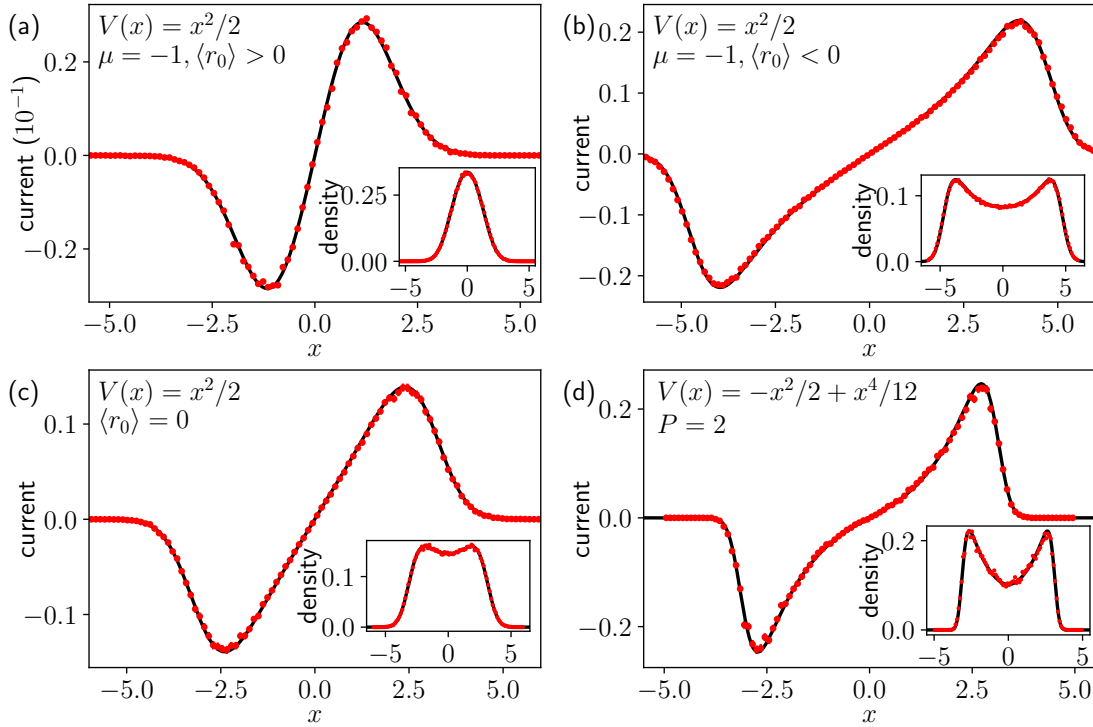 (a)
V(x) = x²/2
μ = −1, ⟨r₀⟩ > 0
current (10⁻¹)
0.2
0.0
−0.2
−5.0 −2.5 0.0 2.5 5.0
x
density
0.25
0.00
−5 0 5
(b)
V(x) = x²/2
μ = −1, ⟨r₀⟩ < 0
current
0.2
0.1
0.0
−0.1
−0.2
−5.0 −2.5 0.0 2.5 5.0
x
density
0.1
0.0
−5 0 5
(c)
V(x) = x²/2
⟨r₀⟩ = 0
current
0.1
0.0
−0.1
−5.0 −2.5 0.0 2.5 5.0
x
density
0.1
0.0
−5 0 5
(d)
V(x) = −x²/2 + x⁴/12
P = 2
current
0.2
0.0
−0.2
−5.0 −2.5 0.0 2.5 5.0
x
density
0.2
0.0
−5 0 5